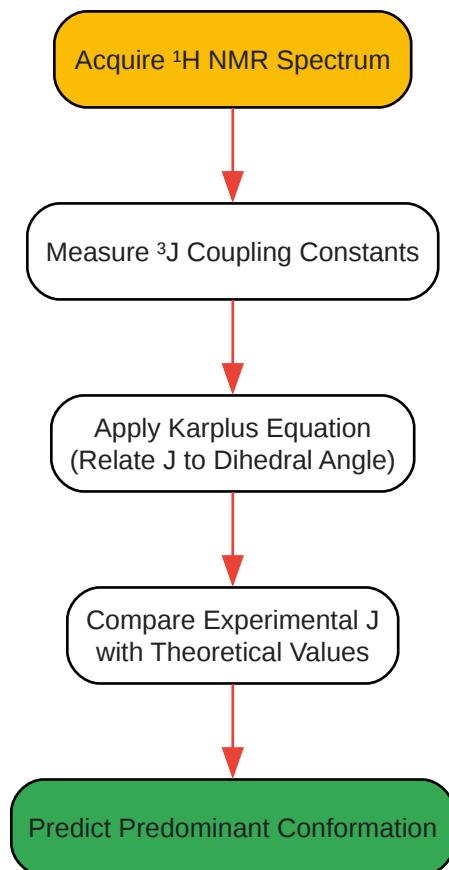 Acquire ¹H NMR Spectrum
Measure ³J Coupling Constants
Apply Karplus Equation
(Relate J to Dihedral Angle)
Compare Experimental J
with Theoretical Values
Predict Predominant Conformation